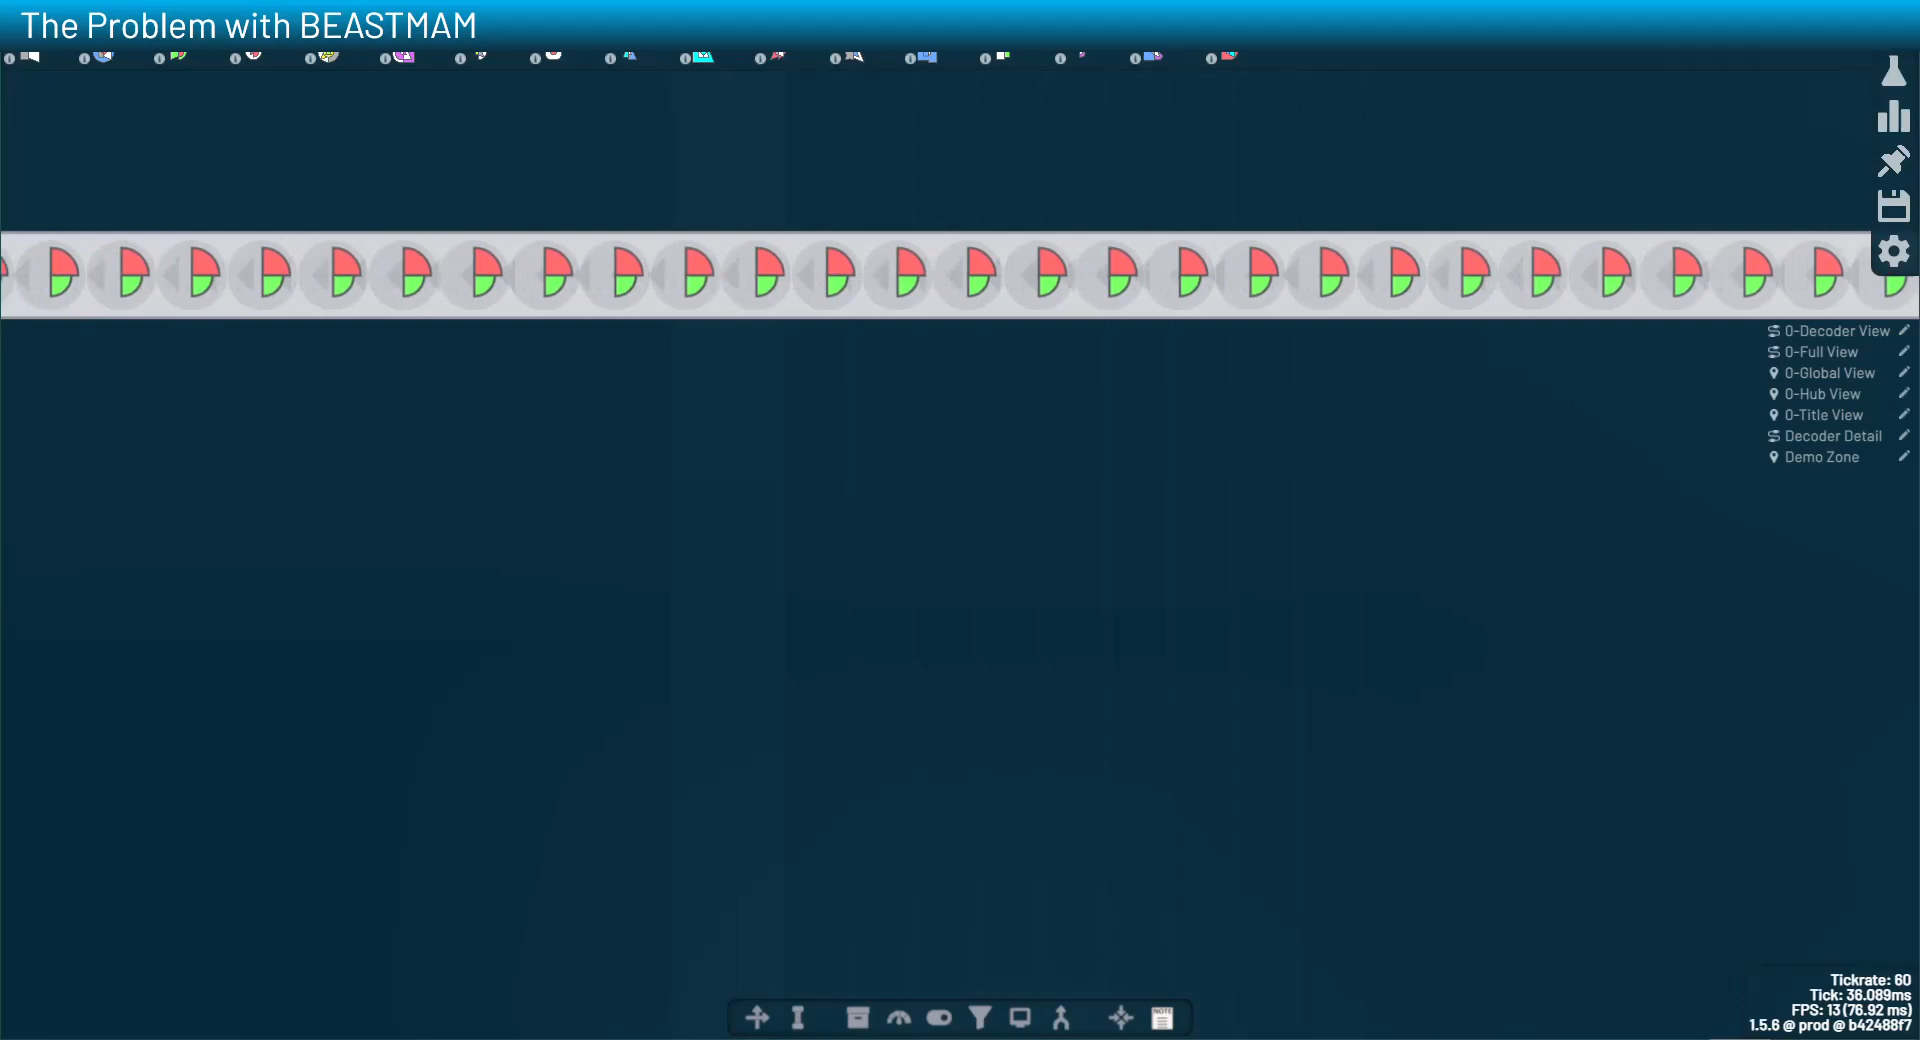 The Problem with BEASTMAM
0-Decoder View
0-Full View
0-Global View
0-Hub View
0-Title View
Decoder Detail
Demo Zone
NOTE
Tickrate: 60
Tick: 36.089ms
FPS: 13 (76.92 ms)
1.5.6 @ prod @ b42488f7